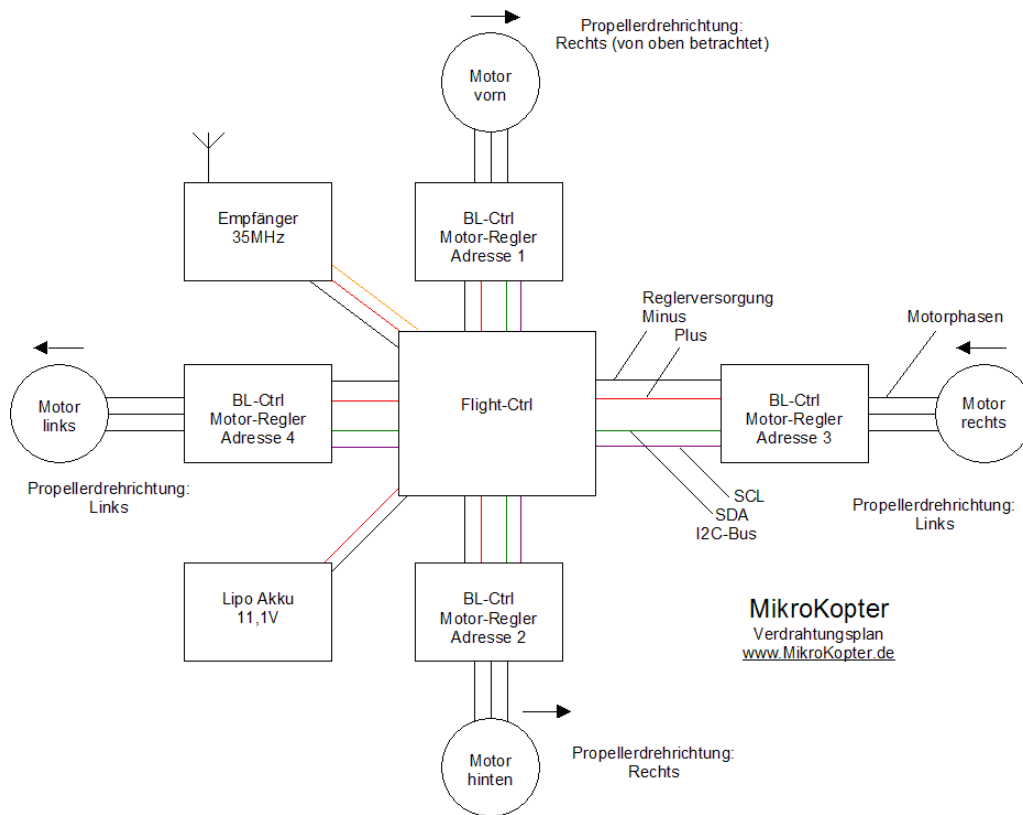 Propellerdrehrichtung:
Rechts (von oben betrachtet)
Motor
vorn
Empfänger
35MHz
BL-Ctrl
Motor-Regler
Adresse 1
Reglerversorgung
Minus
Plus
Motorphasen
Motor
links
BL-Ctrl
Motor-Regler
Adresse 4
Flight-Ctrl
BL-Ctrl
Motor-Regler
Adresse 3
Motor
rechts
Propellerdrehrichtung:
Links
SCL
SDA
I2C-Bus
Propellerdrehrichtung:
Links
Lipo Akku
11,1V
BL-Ctrl
Motor-Regler
Adresse 2
MikroKopter
Verdrahtungsplan
www.MikroKopter.de
Motor
hinten
Propellerdrehrichtung:
Rechts